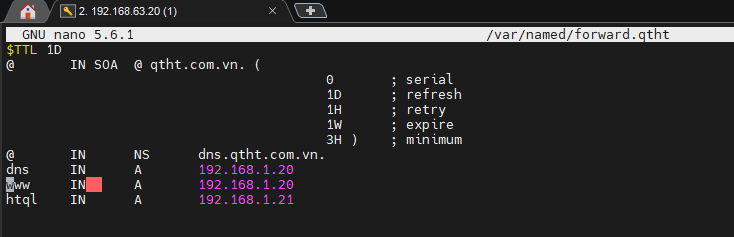 2. 192.168.63.20 (1)
GNU nano 5.6.1 /var/named/forward.qtht
$TTL 1D
@ IN SOA @ qtht.com.vn. (
0 ; serial
1D ; refresh
1H ; retry
1W ; expire
3H ) ; minimum
@ IN NS dns.qtht.com.vn.
dns IN A 192.168.1.20
www IN A 192.168.1.20
htql IN A 192.168.1.21